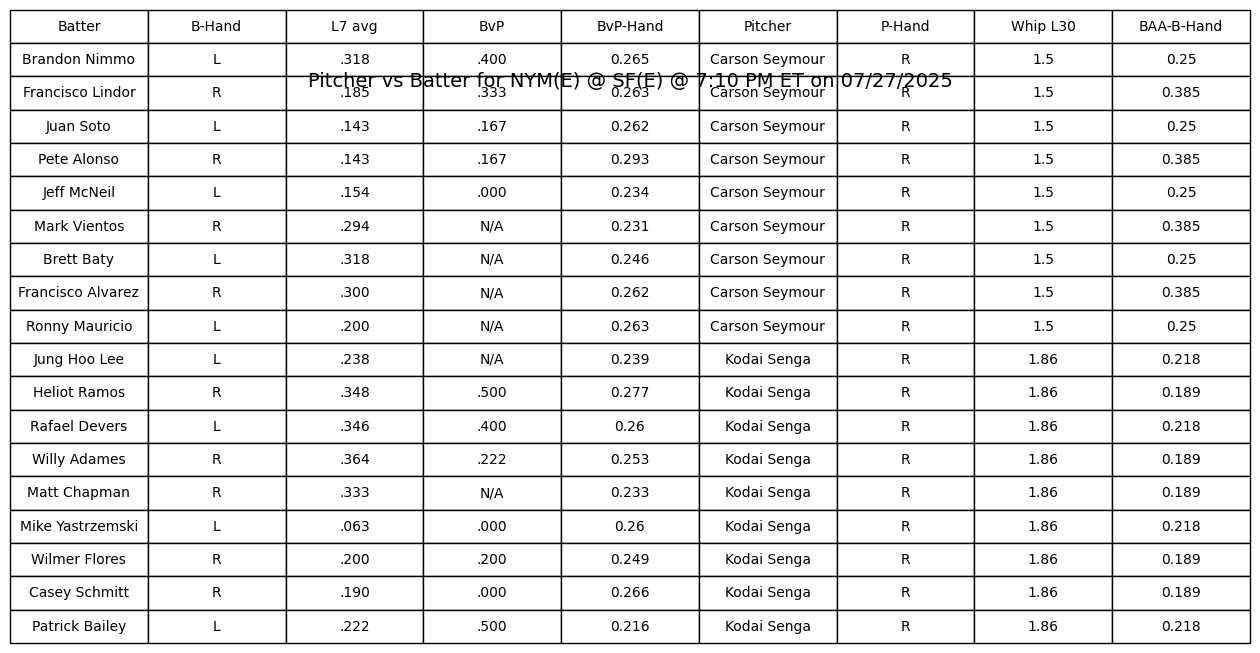 Batter B-Hand L7 avg BvP BvP-Hand Pitcher P-Hand Whip L30 BAA-B-Hand
Brandon Nimmo L .318 .400 0.265 Carson Seymour R 1.5 0.25
Pitcher vs Batter for NYM(E) @ SF(E) @ 7:10 PM ET on 07/27/2025
Francisco Lindor R .185 .333 0.263 Carson Seymour R 1.5 0.385
Juan Soto L .143 .167 0.262 Carson Seymour R 1.5 0.25
Pete Alonso R .143 .167 0.293 Carson Seymour R 1.5 0.385
Jeff McNeil L .154 .000 0.234 Carson Seymour R 1.5 0.25
Mark Vientos R .294 N/A 0.231 Carson Seymour R 1.5 0.385
Brett Baty L .318 N/A 0.246 Carson Seymour R 1.5 0.25
Francisco Alvarez R .300 N/A 0.262 Carson Seymour R 1.5 0.385
Ronny Mauricio L .200 N/A 0.263 Carson Seymour R 1.5 0.25
Jung Hoo Lee L .238 N/A 0.239 Kodai Senga R 1.86 0.218
Heliot Ramos R .348 .500 0.277 Kodai Senga R 1.86 0.189
Rafael Devers L .346 .400 0.26 Kodai Senga R 1.86 0.218
Willy Adames R .364 .222 0.253 Kodai Senga R 1.86 0.189
Matt Chapman R .333 N/A 0.233 Kodai Senga R 1.86 0.189
Mike Yastrzemski L .063 .000 0.26 Kodai Senga R 1.86 0.218
Wilmer Flores R .200 .200 0.249 Kodai Senga R 1.86 0.189
Casey Schmitt R .190 .000 0.266 Kodai Senga R 1.86 0.189
Patrick Bailey L .222 .500 0.216 Kodai Senga R 1.86 0.218